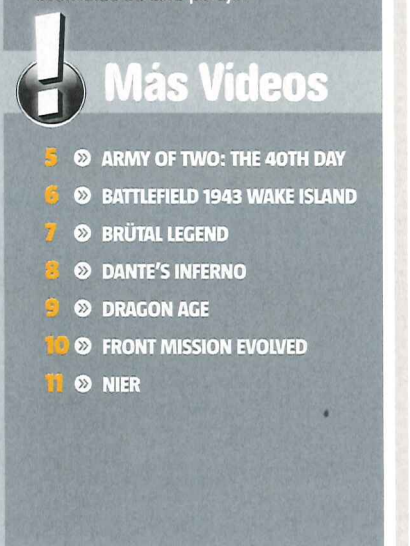 Más Vídeos
5 ARMY OF TWO: THE 40TH DAY
6 BATTLEFIELD 1943 WAKE ISLAND
7 BRÜTAL LEGEND
8 DANTE'S INFERNO
9 DRAGON AGE
10 FRONT MISSION EVOLVED
11 NIER